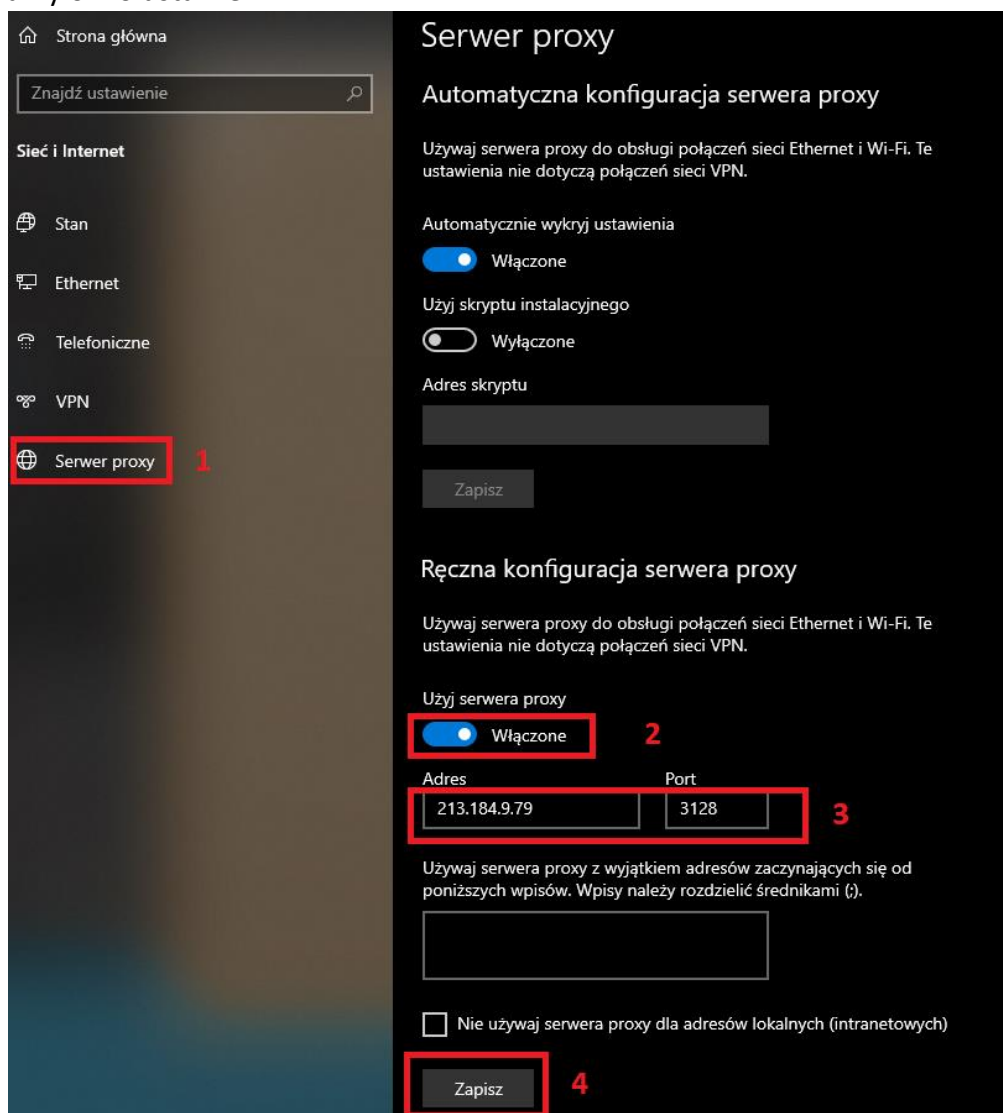 Strona główna
Znajdź ustawienie
Sieć i Internet
Stan
Ethernet
Telefoniczne
VPN
Serwer proxy 1
Serwer proxy
Automatyczna konfiguracja serwera proxy
Używaj serwera proxy do obsługi połączeń sieci Ethernet i Wi-Fi. Te
ustawienia nie dotyczą połączeń sieci VPN.
Automatycznie wykryj ustawienia
Włączone
Użyj skryptu instalacyjnego
Wyłączone
Adres skryptu
Zapisz
Ręczna konfiguracja serwera proxy
Używaj serwera proxy do obsługi połączeń sieci Ethernet i Wi-Fi. Te
ustawienia nie dotyczą połączeń sieci VPN.
Użyj serwera proxy
Włączone 2
Adres Port
213.184.9.79 3128 3
Używaj serwera proxy z wyjątkiem adresów zaczynających się od
poniższych wpisów. Wpisy należy rozdzielić średnikami (;).
Nie używaj serwera proxy dla adresów lokalnych (intranetowych)
Zapisz 4